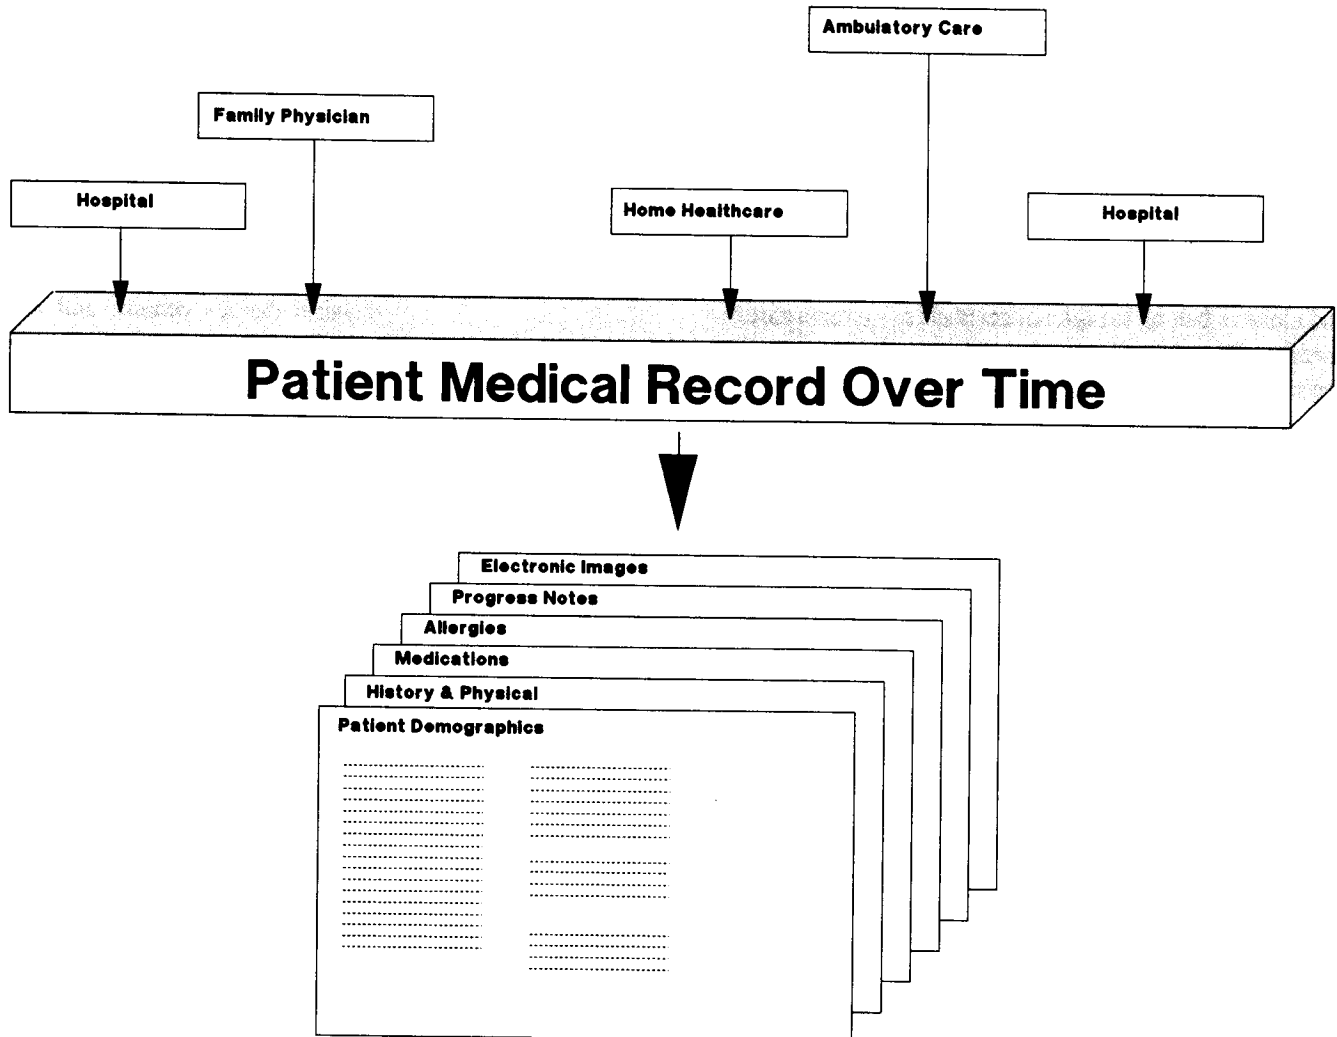 Ambulatory Care
Family Physician
Hospital
Home Healthcare
Hospital
Patient Medical Record Over Time
Electronic Images
Progress Notes
Allergies
Medications
History & Physical
Patient Demographics